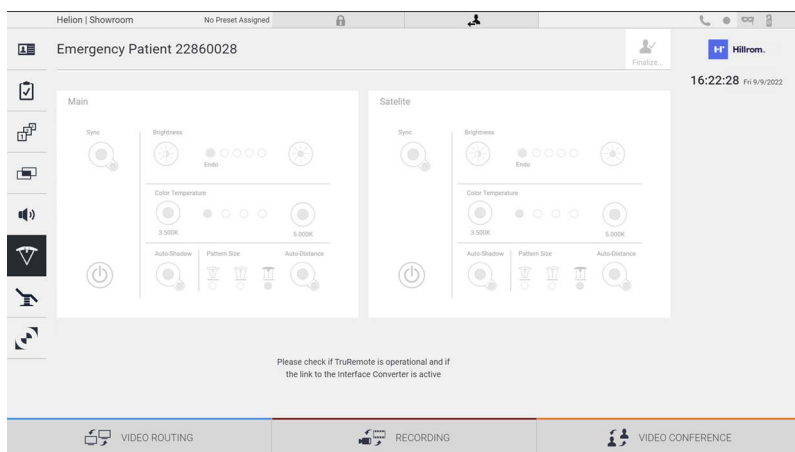 Helion | Showroom
No Preset Assigned
Emergency Patient 22860028
Finalize...
H Hillrom.
16:22:28 Fri 9/9/2022
Main
Sync
Brightness
Endo
Color Temperature
3.500K
5.000K
Auto-Shadow
Pattern Size
Auto-Distance
Satelite
Sync
Brightness
Endo
Color Temperature
3.500K
5.000K
Auto-Shadow
Pattern Size
Auto-Distance
Please check if TruRemote is operational and if
the link to the Interface Converter is active
VIDEO ROUTING
RECORDING
VIDEO CONFERENCE